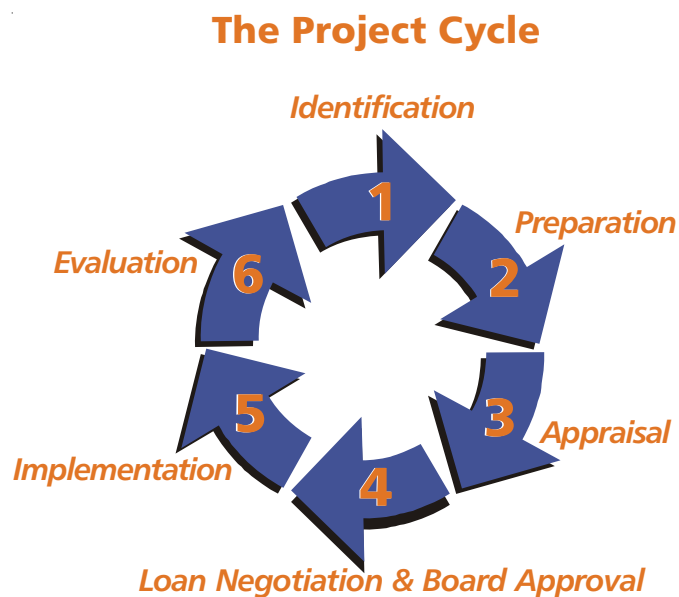 The Project Cycle
Identification
1
Preparation
2
Appraisal
3
Loan Negotiation & Board Approval
4
Implementation
5
Evaluation
6